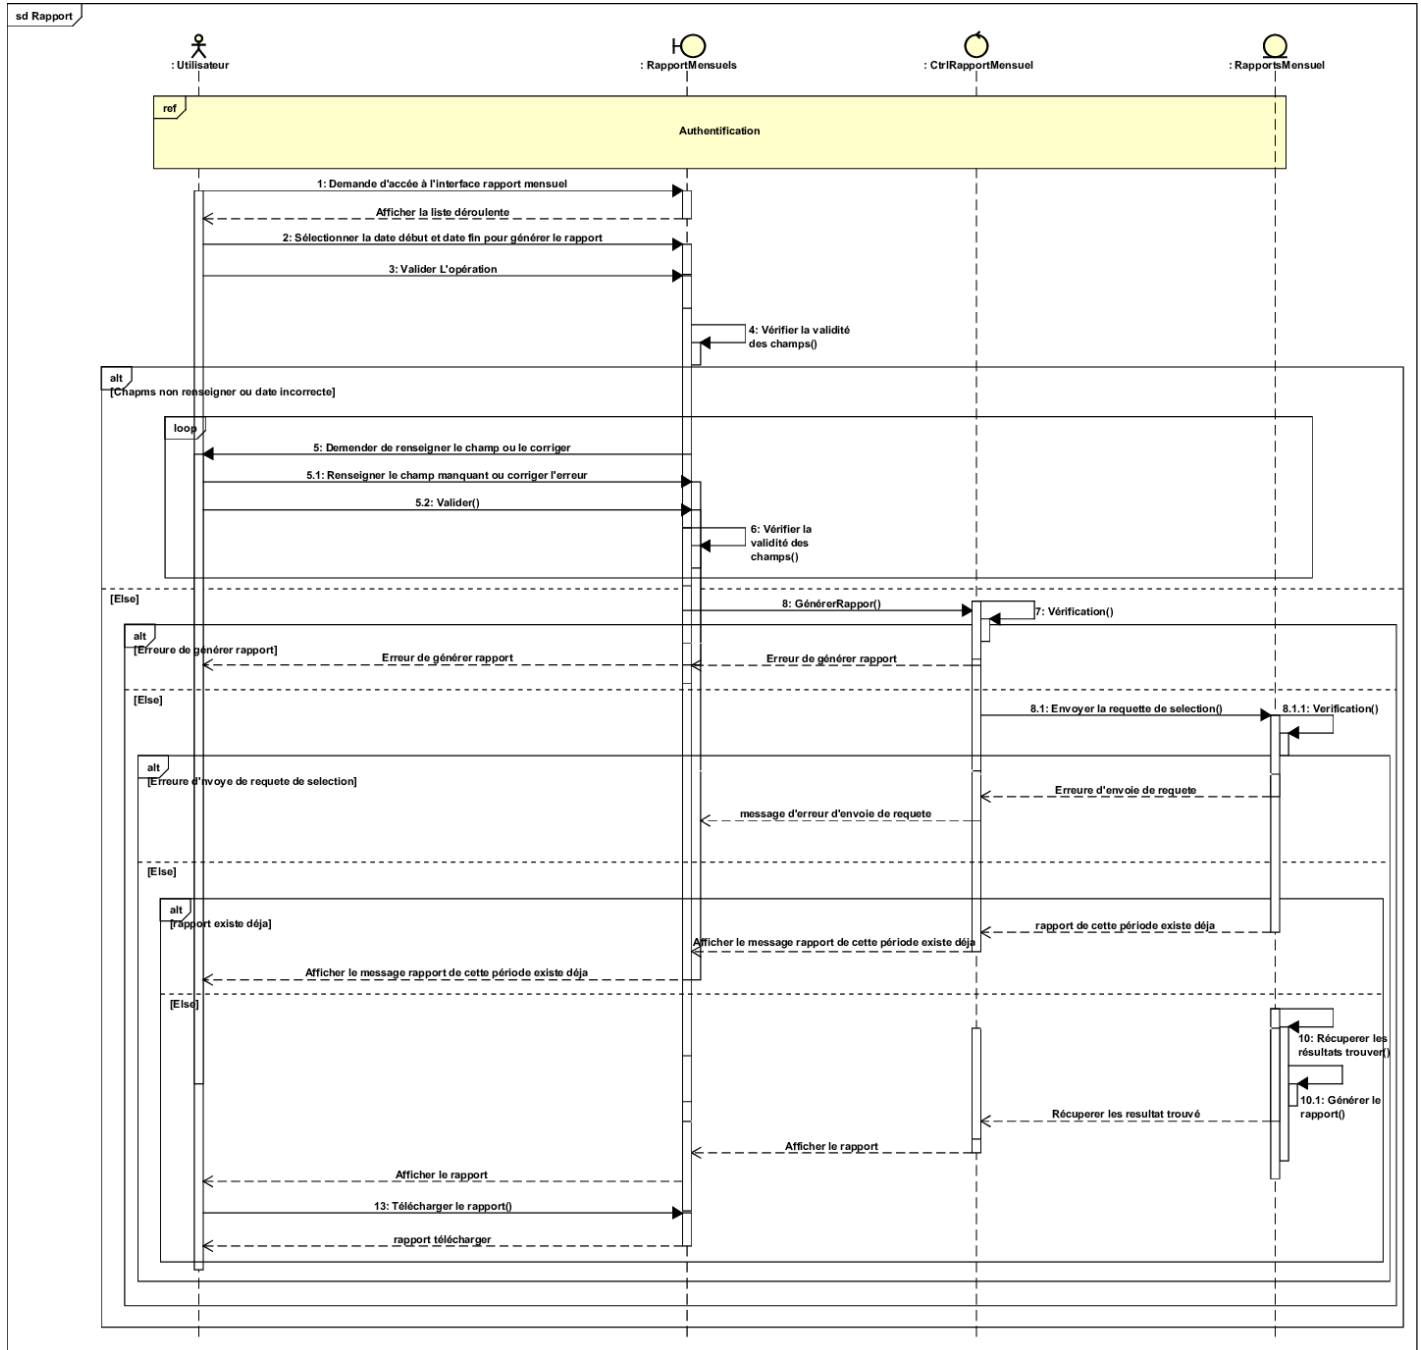 sd Rapport
: Utilisateur
: RapportMensuels
: CtrlRapportMensuel
: RapportsMensuel
ref
Authentification
1: Demande d'accée à l'interface rapport mensuel
Afficher la liste déroulente
2: Sélectionner la date début et date fin pour générer le rapport
3: Valider L'opération
4: Vérifier la validité
des champs()
alt
[Chapms non renseigner ou date incorrecte]
loop
5: Demender de renseigner le champ ou le corriger
5.1: Renseigner le champ manquant ou corriger l'erreur
5.2: Valider()
6: Vérifier la
validité des
champs()
[Else]
8: GénérerRappor()
7: Vérification()
alt
[Erreure de générer rapport]
Erreur de générer rapport
Erreur de générer rapport
[Else]
8.1: Envoyer la requette de selection()
8.1.1: Verification()
alt
[Erreure d'nvoye de requete de selection]
Erreure d'envoie de requete
message d'erreur d'envoie de requete
[Else]
alt
[rapport existe déja]
rapport de cette période existe déja
Afficher le message rapport de cette période existe déja
Afficher le message rapport de cette période existe déja
[Else]
10: Récuperer les
résultats trouver()
10.1: Générer le
rapport()
Récuperer les resultat trouvé
Afficher le rapport
Afficher le rapport
13: Télécharger le rapport()
rapport télécharger